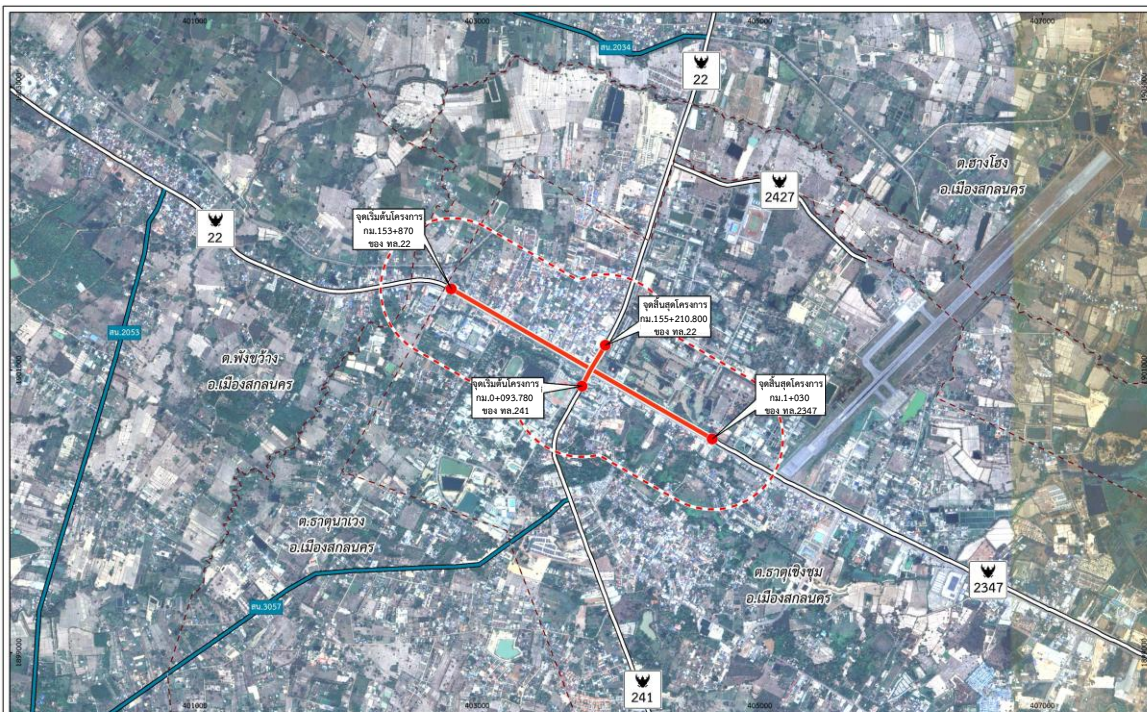 401000
403000
405000
407000
สน.2034
22
ต.ฮางโฮง
อ.เมืองสกลนคร
2427
จุดเริ่มต้นโครงการ
กม.153+870
ของ ทล.22
22
จุดสิ้นสุดโครงการ
กม.155+210.800
ของ ทล.22
สน.2053
ต.พังขว้าง
อ.เมืองสกลนคร
จุดเริ่มต้นโครงการ
กม.0+093.780
ของ ทล.241
จุดสิ้นสุดโครงการ
กม.1+030
ของ ทล.2347
ต.ธาตุนาเวง
อ.เมืองสกลนคร
ต.ธาตุเชิงชุม
อ.เมืองสกลนคร
2347
สน.3057
1899000
241
401000
403000
405000
407000